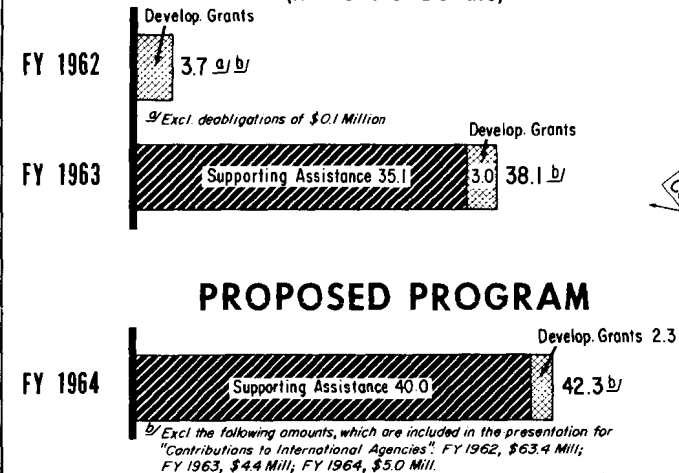 Develop. Grants
FY 1962 3.7 a/ b/
a/ Excl. deobligations of $0.1 Million
Develop. Grants
FY 1963 Supporting Assistance 35.1 3.0 38.1 b/
PROPOSED PROGRAM
Develop. Grants 2.3
FY 1964 Supporting Assistance 40.0 42.3 b/
b/ Excl the following amounts, which are included in the presentation for
"Contributions to International Agencies": FY 1962, $63.4 Mill;
FY 1963, $4.4 Mill; FY 1964, $5.0 Mill.